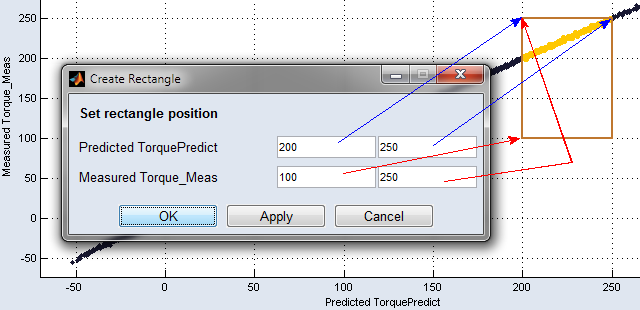 250
200
150
100
50
0
-50
Measured Torque_Meas
Create Rectangle
Set rectangle position
Predicted TorquePredict 200 250
Measured Torque_Meas 100 250
OK Apply Cancel
-50 0 50 100 150 200 250
Predicted TorquePredict